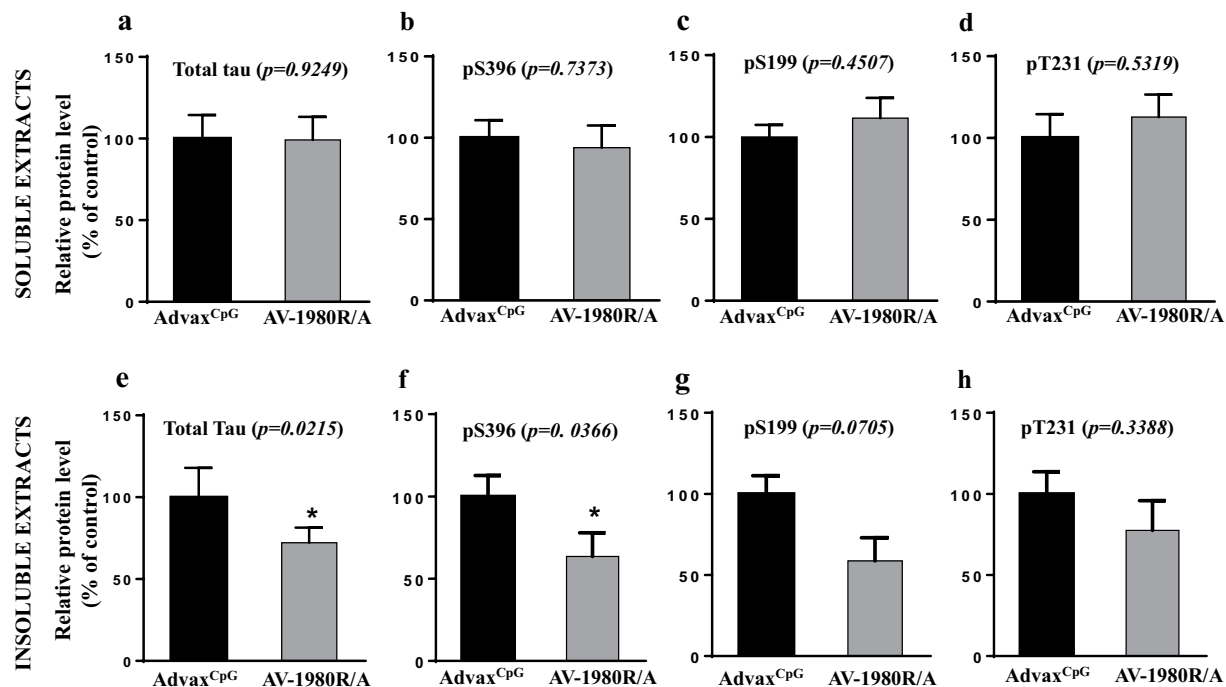 a
b
c
d
SOLUBLE EXTRACTS
Relative protein level
(% of control)
150
100
50
0
Total tau (p=0.9249)
Advax^CpG
AV-1980R/A
150
100
50
0
pS396 (p=0.7373)
Advax^CpG
AV-1980R/A
150
100
50
0
pS199 (p=0.4507)
Advax^CpG
AV-1980R/A
150
100
50
0
pT231 (p=0.5319)
Advax^CpG
AV-1980R/A
e
f
g
h
INSOLUBLE EXTRACTS
Relative protein level
(% of control)
150
100
50
0
Total Tau (p=0.0215)
*
Advax^CpG
AV-1980R/A
150
100
50
0
pS396 (p=0. 0366)
*
Advax^CpG
AV-1980R/A
150
100
50
0
pS199 (p=0.0705)
Advax^CpG
AV-1980R/A
150
100
50
0
pT231 (p=0.3388)
Advax^CpG
AV-1980R/A